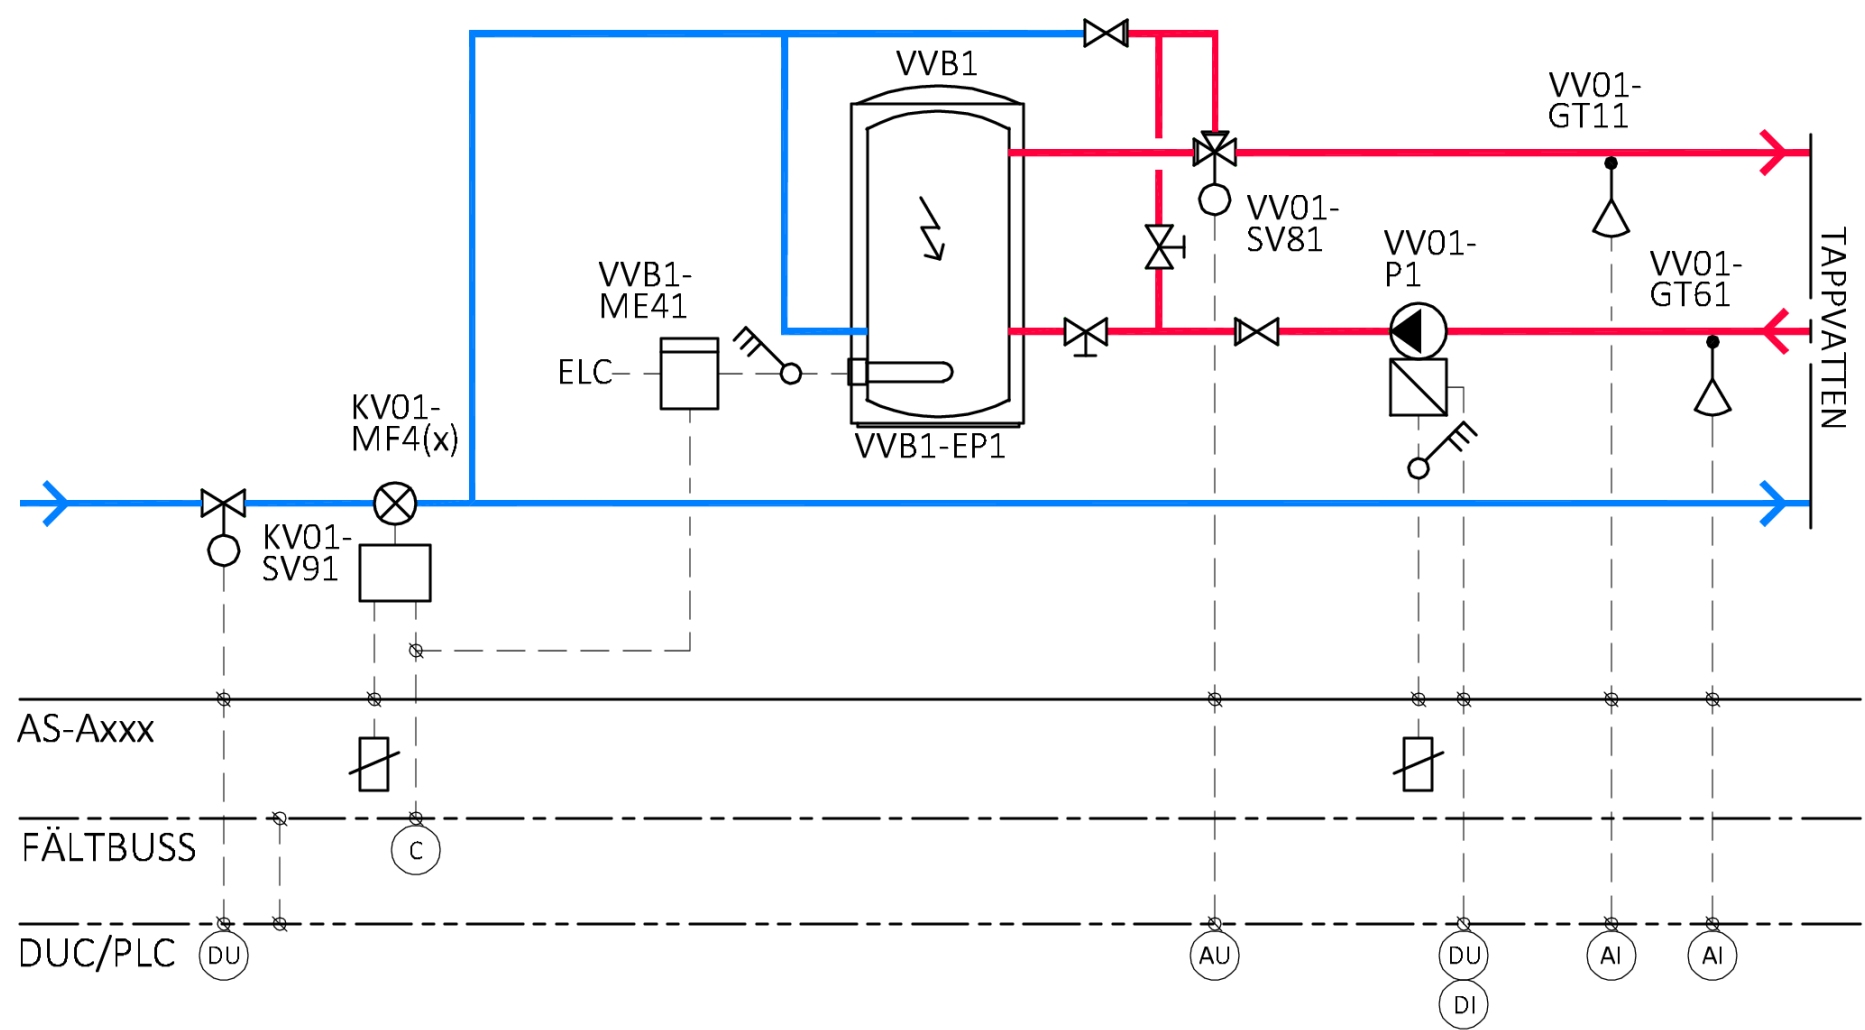 VVB1
VV01-
GT11
VV01-
SV81
VV01-
P1
VV01-
GT61
TAPPVATTEN
VVB1-
ME41
ELC
KV01-
MF4(x)
VVB1-EP1
KV01-
SV91
AS-Axxx
FÄLTBUSS
C
DUC/PLC
DU
AU
DU
DI
AI
AI